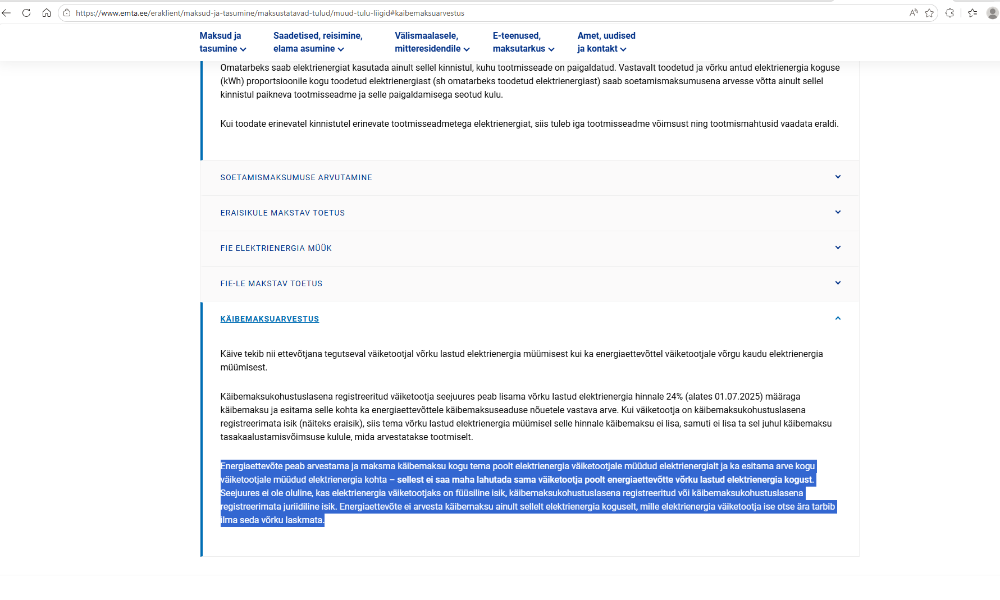 https://www.emta.ee/eraklient/maksud-ja-tasumine/maksustatavad-tulud/muud-tulu-liigid#kaibemaksuarvestus
Maksud ja
tasumine
Saadetised, reisimine,
elama asumine
Välismaalasele,
mitteresidendile
E-teenused,
maksutarkus
Amet, uudised
ja kontakt
Omatarbeks saab elektrienergiat kasutada ainult sellel kinnistul, kuhu tootmisseade on paigaldatud. Vastavalt toodetud ja võrku antud elektrienergia koguse
(kWh) proportsioonile kogu toodetud elektrienergiast (sh omatarbeks toodetud elektrienergiast) saab soetamismaksumusena arvesse võtta ainult sellel
kinnistul paikneva tootmisseadme ja selle paigaldamisega seotud kulu.
Kui toodate erinevatel kinnistutel erinevate tootmisseadmetega elektrienergiat, siis tuleb iga tootmisseadme võimsust ning tootmismahtusid vaadata eraldi.
SOETAMISMAKSUMUSE ARVUTAMINE
ERAISIKULE MAKSTAV TOETUS
FIE ELEKTRIENERGIA MÜÜK
FIE-LE MAKSTAV TOETUS
KÄIBEMAKSUARVESTUS
Käive tekib nii ettevõtjana tegutseval väiketootjal võrku lastud elektrienergia müümisest kui ka energiaettevõttel väiketootjale võrgu kaudu elektrienergia
müümisest.
Käibemaksukohustuslasena registreeritud väiketootja seejuures peab lisama võrku lastud elektrienergia hinnale 24% (alates 01.07.2025) määraga
käibemaksu ja esitama selle kohta ka energiaettevõttele käibemaksuseaduse nõuetele vastava arve. Kui väiketootja on käibemaksukohustuslasena
registreerimata isik (näiteks eraisik), siis tema võrku lastud elektrienergia müümisel selle hinnale käibemaksu ei lisa, samuti ei lisa ta sel juhul käibemaksu
tasakaalustamisvõimsuse kulule, mida arvestatakse tootmiselt.
Energiaettevõte peab arvestama ja maksma käibemaksu kogu tema poolt elektrienergia väiketootjale müüdud elektrienergialt ja ka esitama arve kogu
väiketootjale müüdud elektrienergia kohta – sellest ei saa maha lahutada sama väiketootja poolt energiaettevõtte võrku lastud elektrienergia kogust.
Seejuures ei ole oluline, kas elektrienergia väiketootjaks on füüsiline isik, käibemaksukohustuslasena registreeritud või käibemaksukohustuslasena
registreerimata juriidiline isik. Energiaettevõte ei arvesta käibemaksu ainult sellelt elektrienergia koguselt, mille elektrienergia väiketootja ise otse ära tarbib
ilma seda võrku laskmata.